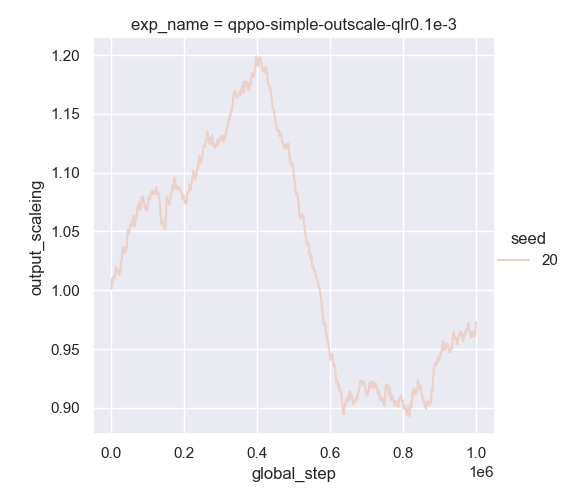 exp_name = qppo-simple-outscale-qlr0.1e-3
1.20
1.15
1.10
1.05
1.00
0.95
0.90
output_scaleing
0.0 0.2 0.4 0.6 0.8 1.0
1e6
global_step
seed
20